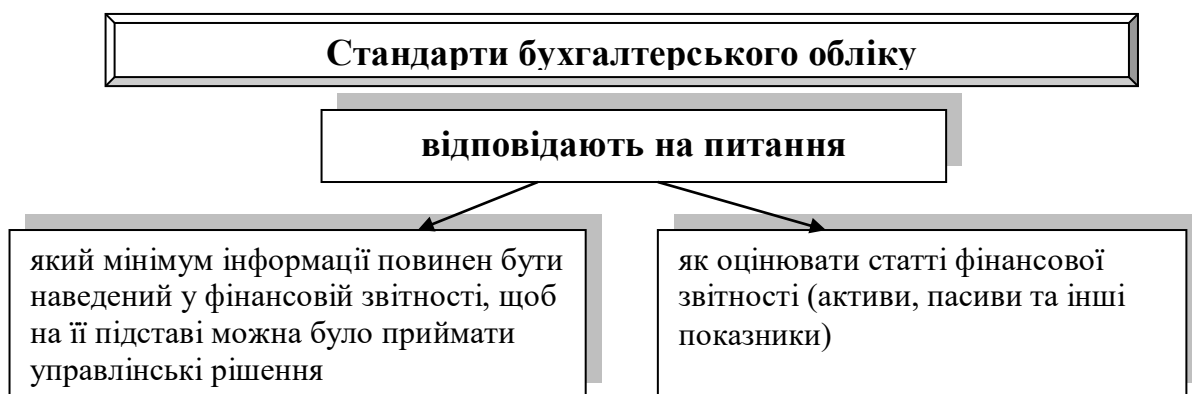 Стандарти бухгалтерського обліку
відповідають на питання
який мінімум інформації повинен бути
наведений у фінансовій звітності, щоб
на її підставі можна було приймати
управлінські рішення
як оцінювати статті фінансової
звітності (активи, пасиви та інші
показники)